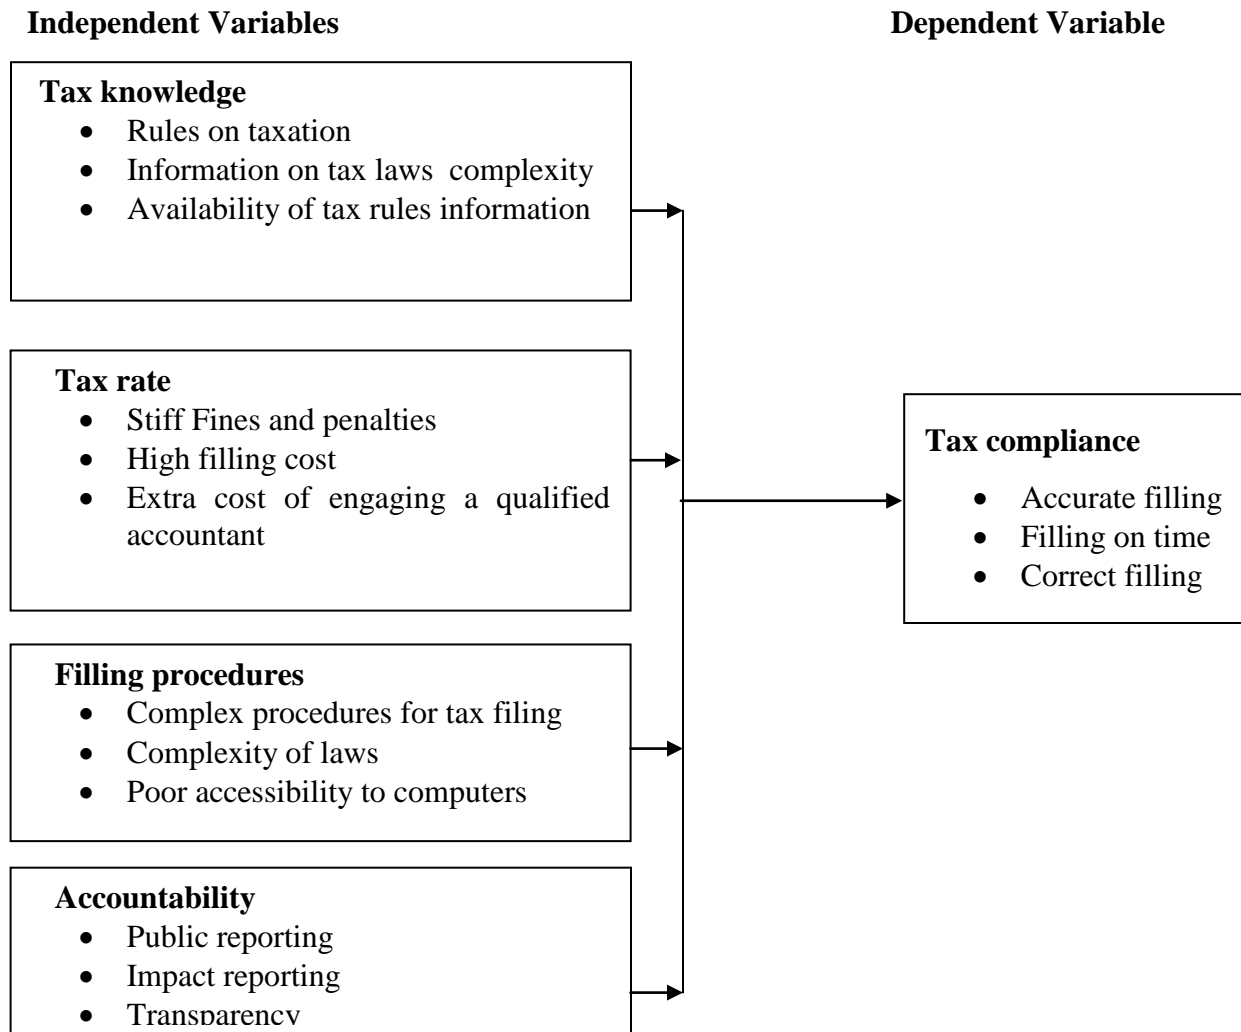 Independent Variables
Dependent Variable
Tax knowledge
• Rules on taxation
• Information on tax laws complexity
• Availability of tax rules information
Tax rate
• Stiff Fines and penalties
• High filling cost
• Extra cost of engaging a qualified
accountant
Tax compliance
• Accurate filling
• Filling on time
• Correct filling
Filling procedures
• Complex procedures for tax filing
• Complexity of laws
• Poor accessibility to computers
Accountability
• Public reporting
• Impact reporting
• Transparency